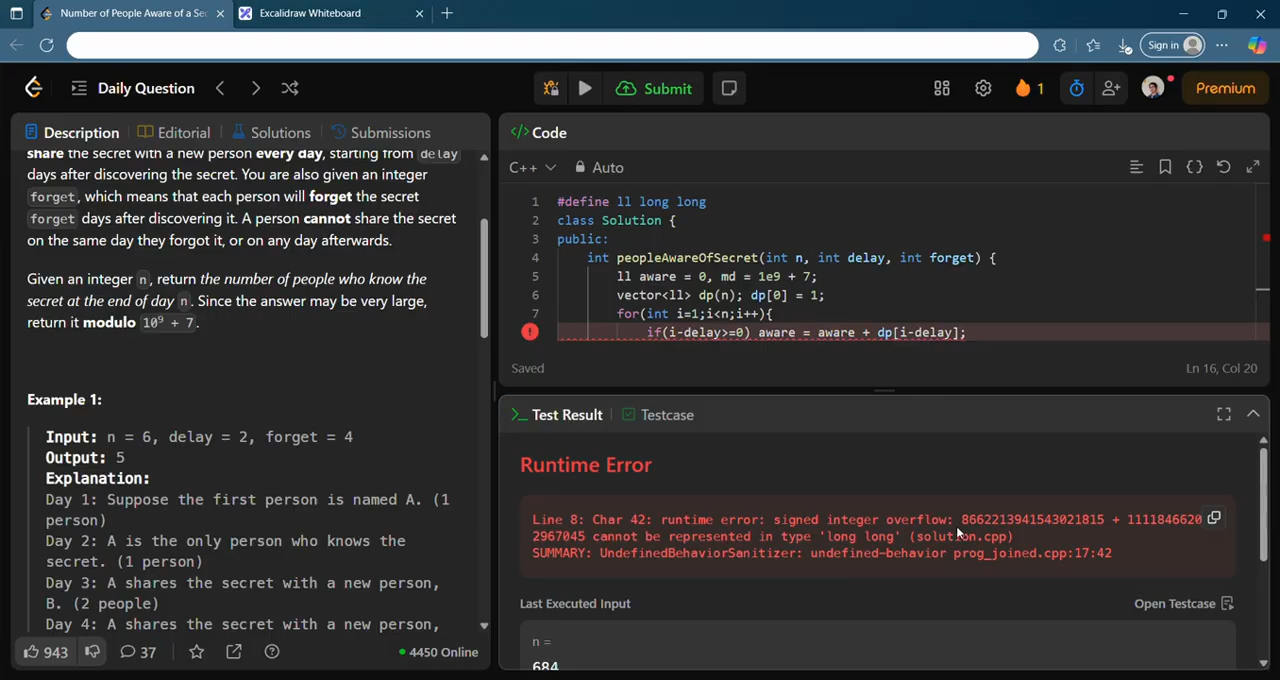 Number of People Aware of a Sec
Excalidraw Whiteboard
Sign in
Daily Question
Submit
1
Premium
Description
Editorial
Solutions
Submissions
share the secret with a new person every day, starting from delay
days after discovering the secret. You are also given an integer
forget, which means that each person will forget the secret
forget days after discovering it. A person cannot share the secret
on the same day they forgot it, or on any day afterwards.
Given an integer n, return the number of people who know the
secret at the end of day n. Since the answer may be very large,
return it modulo 10⁹ + 7.
Example 1:
Input: n = 6, delay = 2, forget = 4
Output: 5
Explanation:
Day 1: Suppose the first person is named A. (1
person)
Day 2: A is the only person who knows the
secret. (1 person)
Day 3: A shares the secret with a new person,
B. (2 people)
Day 4: A shares the secret with a new person,
943
37
4450 Online
</> Code
C++
Auto
1 #define ll long long
2 class Solution {
3 public:
4 int peopleAwareOfSecret(int n, int delay, int forget) {
5 ll aware = 0, md = 1e9 + 7;
6 vector<ll> dp(n); dp[0] = 1;
7 for(int i=1;i<n;i++){
if(i-delay>=0) aware = aware + dp[i-delay];
Saved
Ln 16, Col 20
Test Result
Testcase
Runtime Error
Line 8: Char 42: runtime error: signed integer overflow: 8662213941543021815 + 1111846620
2967045 cannot be represented in type 'long long' (solution.cpp)
SUMMARY: UndefinedBehaviorSanitizer: undefined-behavior prog_joined.cpp:17:42
Last Executed Input
Open Testcase
n =
684